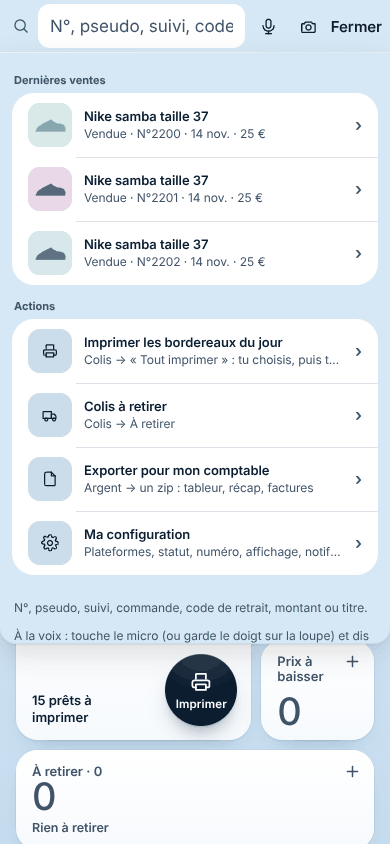 N°, pseudo, suivi, code
Fermer
Dernières ventes
Nike samba taille 37
Vendue · N°2200 · 14 nov. · 25 €
Nike samba taille 37
Vendue · N°2201 · 14 nov. · 25 €
Nike samba taille 37
Vendue · N°2202 · 14 nov. · 25 €
Actions
Imprimer les bordereaux du jour
Colis → « Tout imprimer » : tu choisis, puis t…
Colis à retirer
Colis → À retirer
Exporter pour mon comptable
Argent → un zip : tableur, récap, factures
Ma configuration
Plateformes, statut, numéro, affichage, notif…
N°, pseudo, suivi, commande, code de retrait, montant ou titre.
À la voix : touche le micro (ou garde le doigt sur la loupe) et dis
15 prêts à
imprimer
Imprimer
Prix à
baisser
0
À retirer · 0
0
Rien à retirer